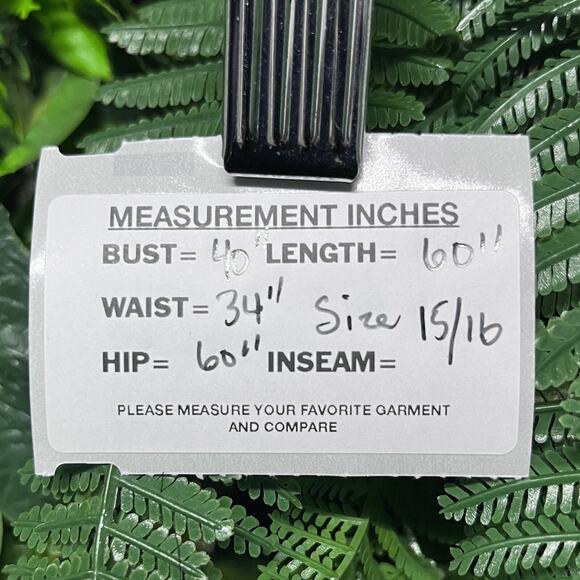 MEASUREMENT INCHES
BUST= 40" LENGTH= 60"
WAIST= 34" Size 15/16
HIP= 60" INSEAM=
PLEASE MEASURE YOUR FAVORITE GARMENT
AND COMPARE